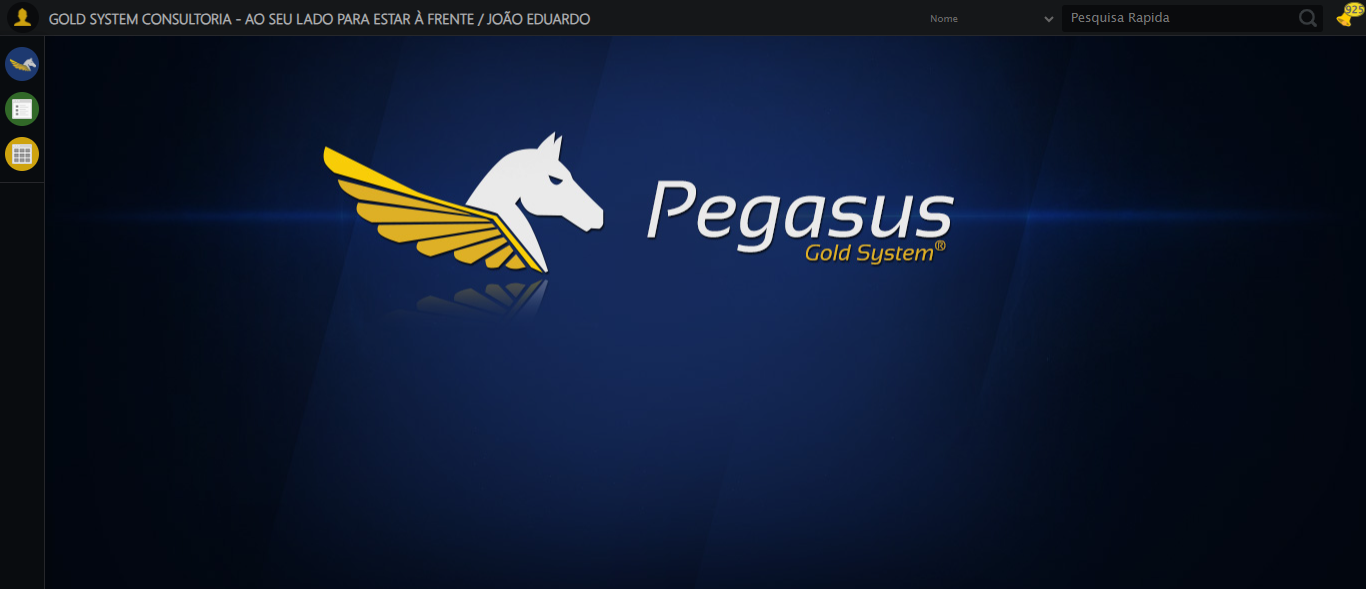 GOLD SYSTEM CONSULTORIA - AO SEU LADO PARA ESTAR À FRENTE / JOÃO EDUARDO
Nome
Pesquisa Rapida
925
Pegasus
Gold System®